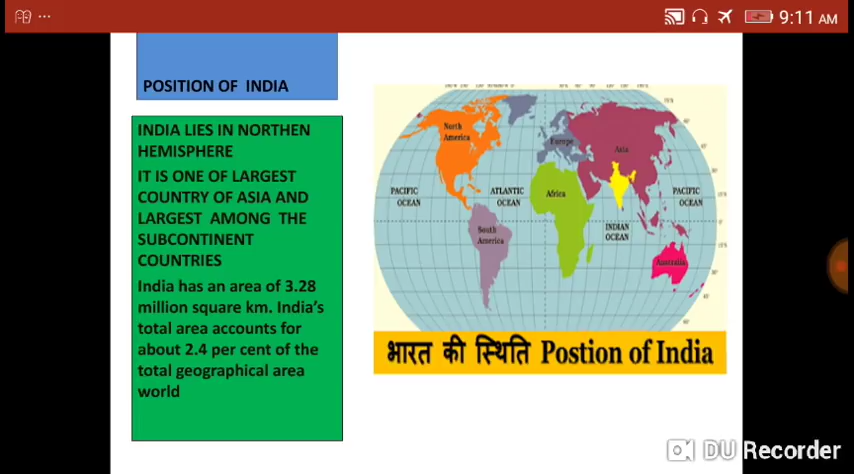 9:11 AM
POSITION OF INDIA
INDIA LIES IN NORTHEN
HEMISPHERE
IT IS ONE OF LARGEST
COUNTRY OF ASIA AND
LARGEST AMONG THE
SUBCONTINENT
COUNTRIES
India has an area of 3.28
million square km. India's
total area accounts for
about 2.4 per cent of the
total geographical area
world
North
America
Europe
Asia
PACIFIC
OCEAN
ATLANTIC
OCEAN
Africa
PACIFIC
OCEAN
South
America
INDIAN
OCEAN
Australia
भारत की स्थिति Postion of India
DU Recorder